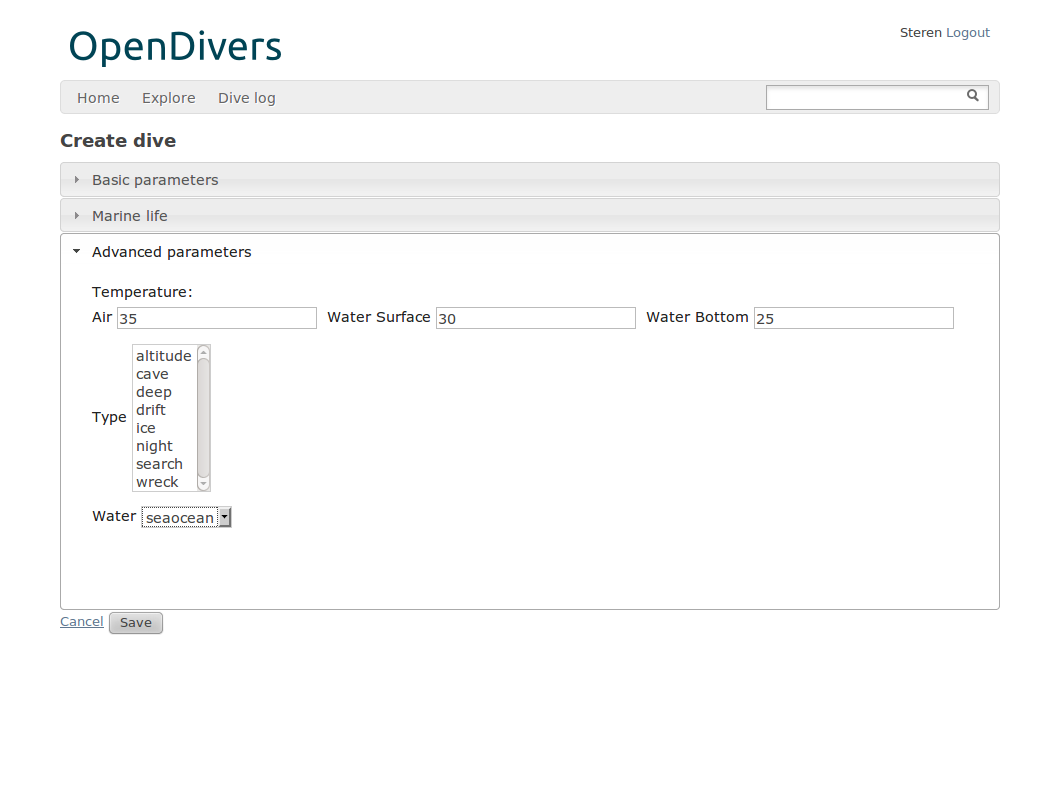 OpenDivers
Steren Logout
Home Explore Dive log
Create dive
Basic parameters
Marine life
Advanced parameters
Temperature:
Air 35 Water Surface 30 Water Bottom 25
Type
altitude
cave
deep
drift
ice
night
search
wreck
Water seaocean
Cancel Save